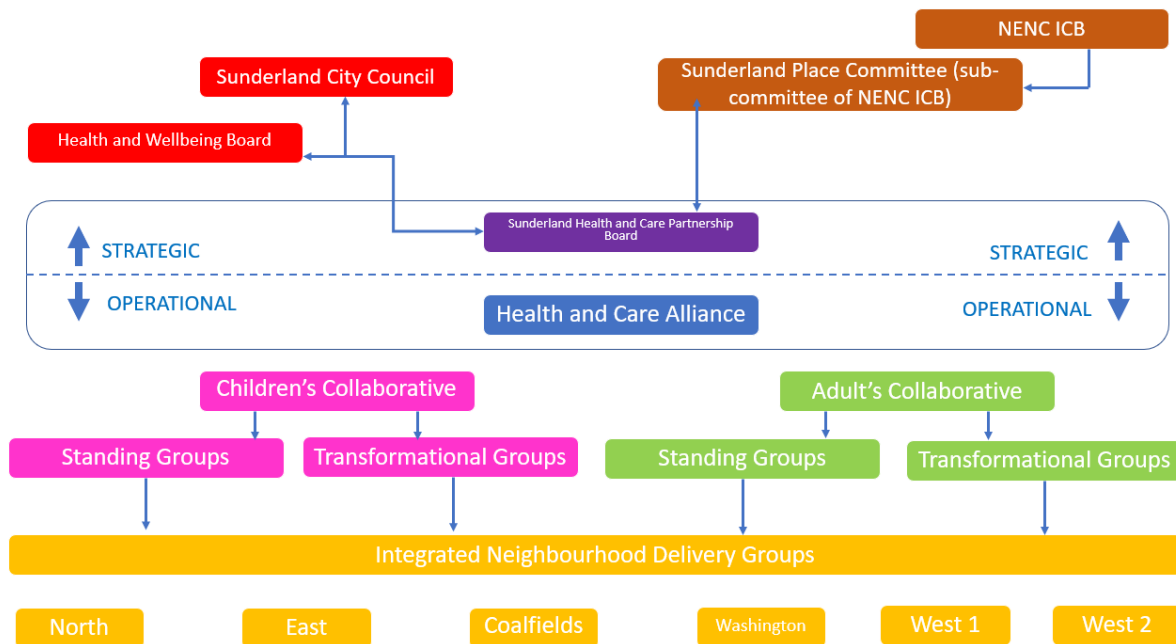 NENC ICB
Sunderland City Council
Sunderland Place Committee (sub-
committee of NENC ICB)
Health and Wellbeing Board
Sunderland Health and Care Partnership
Board
STRATEGIC
STRATEGIC
OPERATIONAL
Health and Care Alliance
OPERATIONAL
Children’s Collaborative
Adult’s Collaborative
Standing Groups
Transformational Groups
Standing Groups
Transformational Groups
Integrated Neighbourhood Delivery Groups
North
East
Coalfields
Washington
West 1
West 2